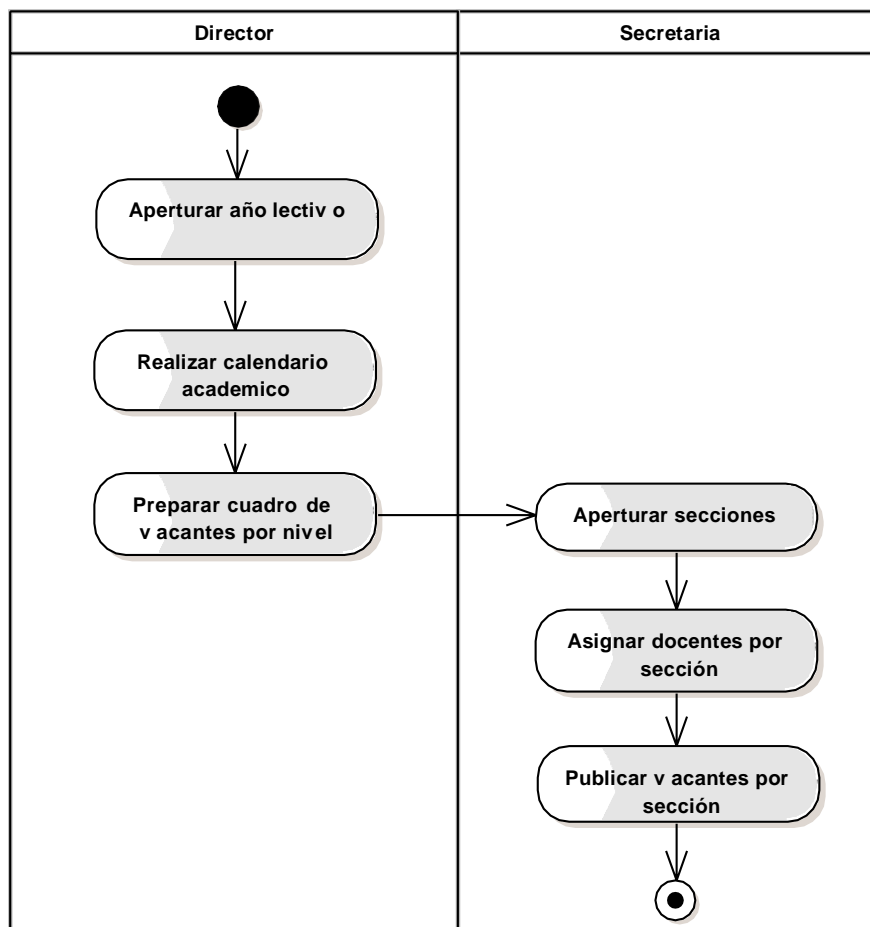 Director
Secretaria
Aperturar año lectiv o
Realizar calendario
academico
Preparar cuadro de
v acantes por nivel
Aperturar secciones
Asignar docentes por
sección
Publicar v acantes por
sección